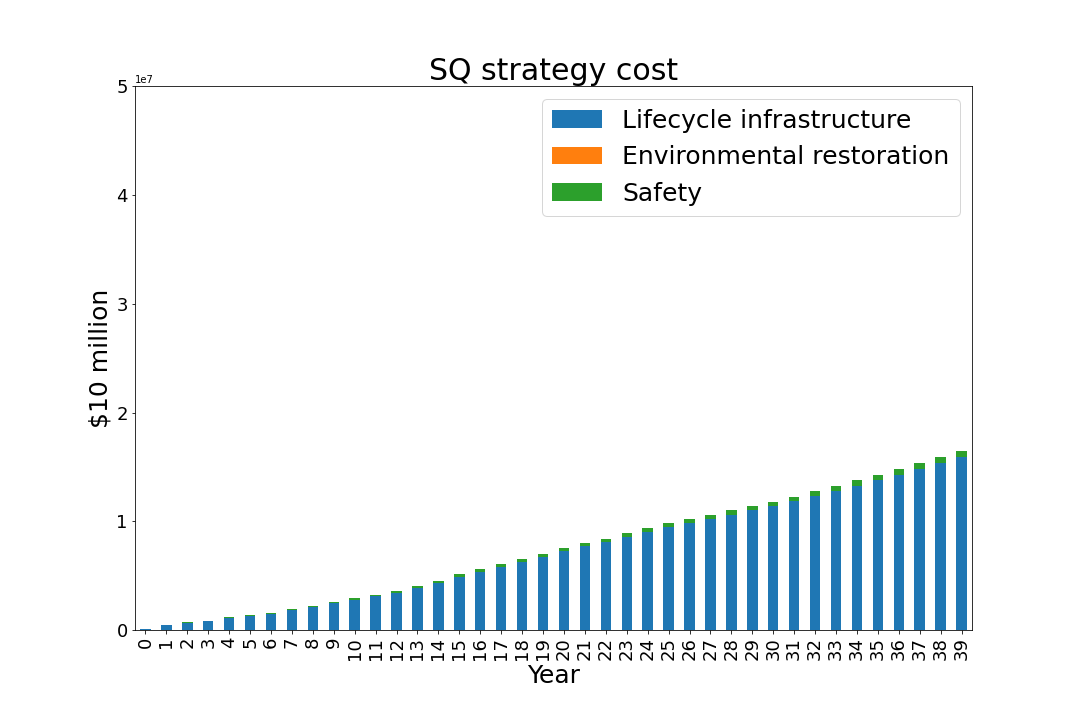 SQ strategy cost
1e7
5
4
3
2
1
0
$10 million
Lifecycle infrastructure
Environmental restoration
Safety
0 1 2 3 4 5 6 7 8 9 10 11 12 13 14 15 16 17 18 19 20 21 22 23 24 25 26 27 28 29 30 31 32 33 34 35 36 37 38 39
Year